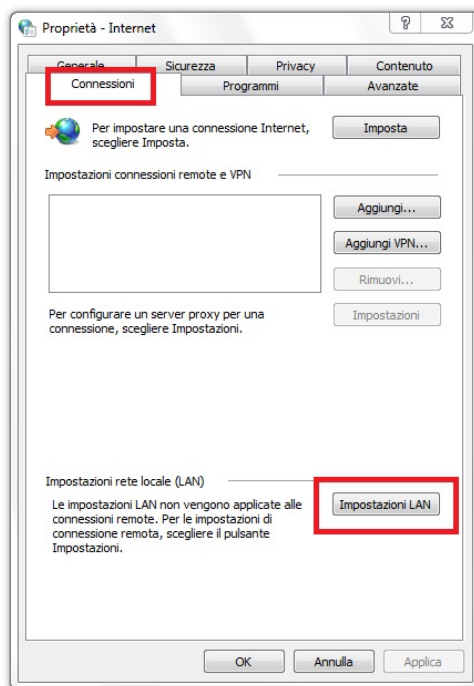 Proprietà - Internet
Generale
Sicurezza
Privacy
Contenuto
Connessioni
Programmi
Avanzate
Per impostare una connessione Internet,
scegliere Imposta.
Imposta
Impostazioni connessioni remote e VPN
Aggiungi...
Aggiungi VPN...
Rimuovi...
Per configurare un server proxy per una
connessione, scegliere Impostazioni.
Impostazioni
Impostazioni rete locale (LAN)
Le impostazioni LAN non vengono applicate alle
connessioni remote. Per le impostazioni di
connessione remota, scegliere il pulsante
Impostazioni.
Impostazioni LAN
OK
Annulla
Applica